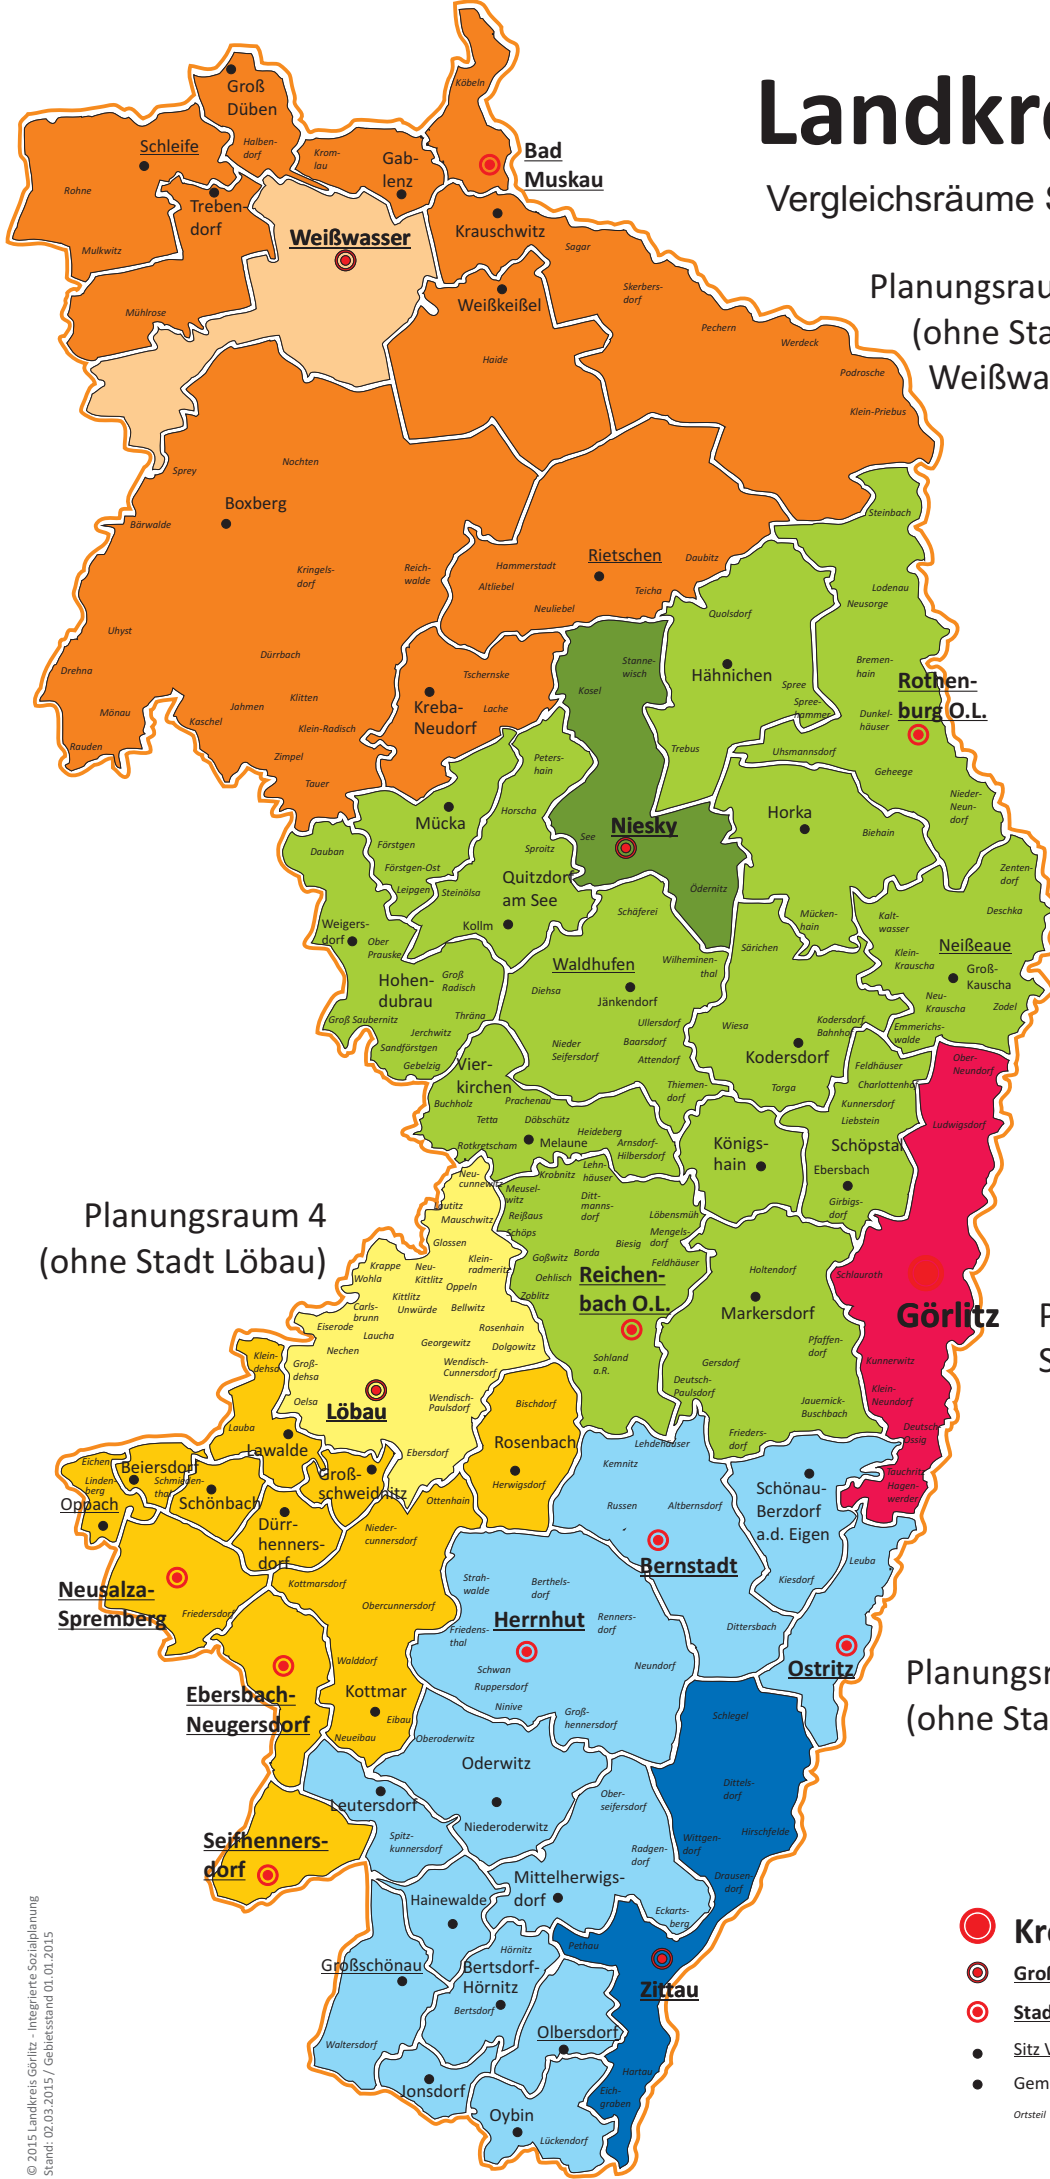 Landkre
Vergleichsräume S
Planungsrau
(ohne Sta
Weißwa
Köbeln
Groß
Düben
Schleife
Halben-
dorf
Krom-
lau
Gab-
lenz
Bad
Muskau
Rohne
Treben-
dorf
Mulkwitz
Weißwasser
Krauschwitz
Sagar
Mühlrose
Weißkeißel
Skerbers-
dorf
Pechern
Werdeck
Haide
Podrosche
Klein-Priebus
Sprey
Nochten
Boxberg
Bärwalde
Steinbach
Kringels-
dorf
Reich-
walde
Hammerstadt
Altliebel
Rietschen
Daubitz
Teicha
Neuliebel
Lodenau
Neusorge
Quolsdorf
Uhyst
Drehna
Dürrbach
Mönau
Jahmen
Klitten
Kaschel
Klein-Radisch
Rauden
Zimpel
Tauer
Tschernske
Kreba-
Neudorf
Lache
Stanne-
wisch
Kosel
Hähnichen
Spree
Spree-
hammer
Bremen-
hain
Rothen-
burg O.L.
Dunkel-
häuser
Trebus
Uhsmannsdorf
Geheege
Nieder-
Neun-
dorf
Peters-
hain
Mücka
Horscha
Niesky
See
Horka
Biehain
Dauban
Förstgen
Förstgen-Ost
Leipgen
Steinölsa
Sproitz
Quitzdorf
am See
Kollm
Ödernitz
Zenten-
dorf
Deschka
Weigers-
dorf
Ober
Prauske
Schäferei
Mücken-
hain
Kalt-
wasser
Särichen
Neißeaue
Hohen-
dubrau
Groß
Radisch
Waldhufen
Wilheminen-
thal
Klein-
Krauscha
Groß-
Kauscha
Diehsa
Jänkendorf
Neu-
Krauscha
Zodel
Groß Saubernitz
Thräna
Jerchwitz
Sandförstgen
Gebelzig
Ullersdorf
Baarsdorf
Attendorf
Nieder
Seifersdorf
Wiesa
Kodersdorf
Bahnhof
Emmerichs-
walde
Kodersdorf
Feldhäuser
Charlottenhof
Ober-
Neundorf
Vier-
kirchen
Thiemen-
dorf
Torga
Buchholz
Prachenau
Tetta
Döbschütz
Kunnersdorf
Liebstein
Ludwigsdorf
Rotkretscham
Melaune
Heideberg
Arnsdorf-
Hilbersdorf
Königs-
hain
Schöpstal
Ebersbach
Girbigs-
dorf
Planungsraum 4
(ohne Stadt Löbau)
Neu-
cunnewitz
Krobnitz
Lehn-
häuser
Meusel-
witz
Ditt-
manns-
dorf
Lautitz
Mauschwitz
Reißaus
Schöps
Löbensmüh
Mengels-
dorf
Glossen
Goßwitz
Borda
Biesig
Feldhäuser
Krappe
Wohla
Neu-
Kittlitz
Klein-
radmeritz
Oehlisch
Reichen-
bach O.L.
Holtendorf
Schlauroth
Oppeln
Kittlitz
Zoblitz
Carls-
brunn
Unwürde
Bellwitz
Eiserode
Laucha
Rosenhain
Markersdorf
Görlitz
P
S
Nechen
Georgewitz
Dolgowitz
Klein-
dehsa
Groß-
dehsa
Wendisch-
Cunnersdorf
Sohland
a.R.
Pfaffen-
dorf
Kunnerwitz
Gersdorf
Deutsch-
Paulsdorf
Oelsa
Löbau
Wendisch-
Paulsdorf
Bischdorf
Klein-
Neundorf
Jauernick-
Buschbach
Lauba
Lawalde
Ebersdorf
Rosenbach
Lehdehäuser
Frieders-
dorf
Deutsch
Ossig
Eichen
Beiersdorf
Linden-
berg
Schmieden-
thal
Groß-
schweidnitz
Kemnitz
Tauchritz
Hagen-
werder
Herwigsdorf
Oppach
Schönbach
Ottenhain
Russen
Altbernsdorf
Schönau-
Berzdorf
a.d. Eigen
Dürr-
henners-
dorf
Nieder-
cunnersdorf
Bernstadt
Leuba
Kiesdorf
Neusalza-
Spremberg
Kottmarsdorf
Strah-
walde
Berthels-
dorf
Friedersdorf
Obercunnersdorf
Herrnhut
Renners-
dorf
Friedens-
thal
Dittersbach
Walddorf
Schwan
Ruppersdorf
Neundorf
Ostritz
Planungsr
(ohne Sta
Ebersbach-
Neugersdorf
Kottmar
Ninive
Groß-
hennersdorf
Eibau
Neueibau
Oberoderwitz
Schlegel
Oderwitz
Leutersdorf
Ober-
seifersdorf
Dittels-
dorf
Seifhenners-
dorf
Spitz-
kunnersdorf
Niederoderwitz
Wittgen-
dorf
Hirschfelde
Radgen-
dorf
Mittelherwigs-
dorf
Drausen-
dorf
Hainewalde
Eckarts-
berg
Pethau
Großschönau
Hörnitz
Bertsdorf-
Hörnitz
Zittau
Bertsdorf
Olbersdorf
Waltersdorf
Hartau
Jonsdorf
Eich-
graben
Oybin
Lückendorf
Kre
Groß
Stad
Sitz V
Gem
Ortsteil
© 2015 Landkreis Görlitz - Integrierte Sozialplanung
Stand: 02.03.2015 / Gebietsstand 01.01.2015